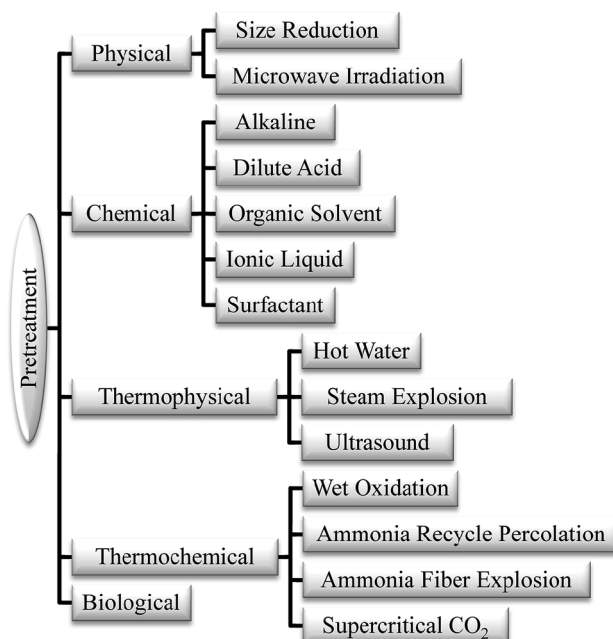 Pretreatment
Physical
Size Reduction
Microwave Irradiation
Chemical
Alkaline
Dilute Acid
Organic Solvent
Ionic Liquid
Surfactant
Thermophysical
Hot Water
Steam Explosion
Ultrasound
Thermochemical
Wet Oxidation
Ammonia Recycle Percolation
Ammonia Fiber Explosion
Supercritical CO₂
Biological